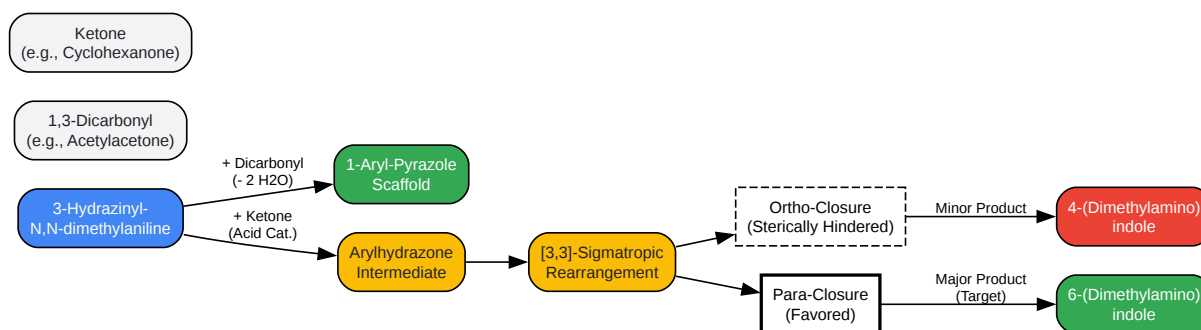 Ketone
(e.g., Cyclohexanone)
1,3-Dicarbonyl
(e.g., Acetylacetone)
3-Hydrazinyl-
N,N-dimethylaniline
+ Dicarbonyl
(- 2 H2O)
+ Ketone
(Acid Cat.)
1-Aryl-Pyrazole
Scaffold
Arylhydrazone
Intermediate
[3,3]-Sigmatropic
Rearrangement
Ortho-Closure
(Sterically Hindered)
Minor Product
4-(Dimethylamino)
indole
Para-Closure
(Favored)
Major Product
(Target)
6-(Dimethylamino)
indole